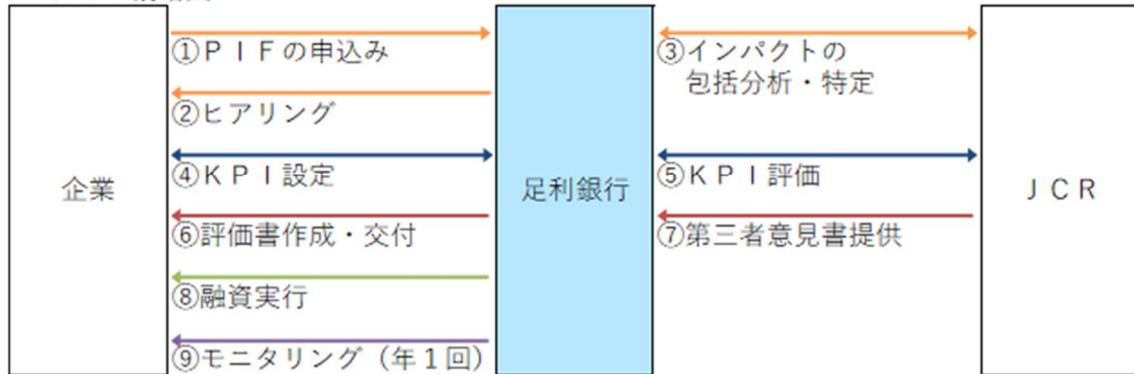 企業
①ＰＩＦの申込み
②ヒアリング
④ＫＰＩ設定
⑥評価書作成・交付
⑧融資実行
⑨モニタリング（年１回）
足利銀行
③インパクトの
包括分析・特定
⑤ＫＰＩ評価
⑦第三者意見書提供
ＪＣＲ